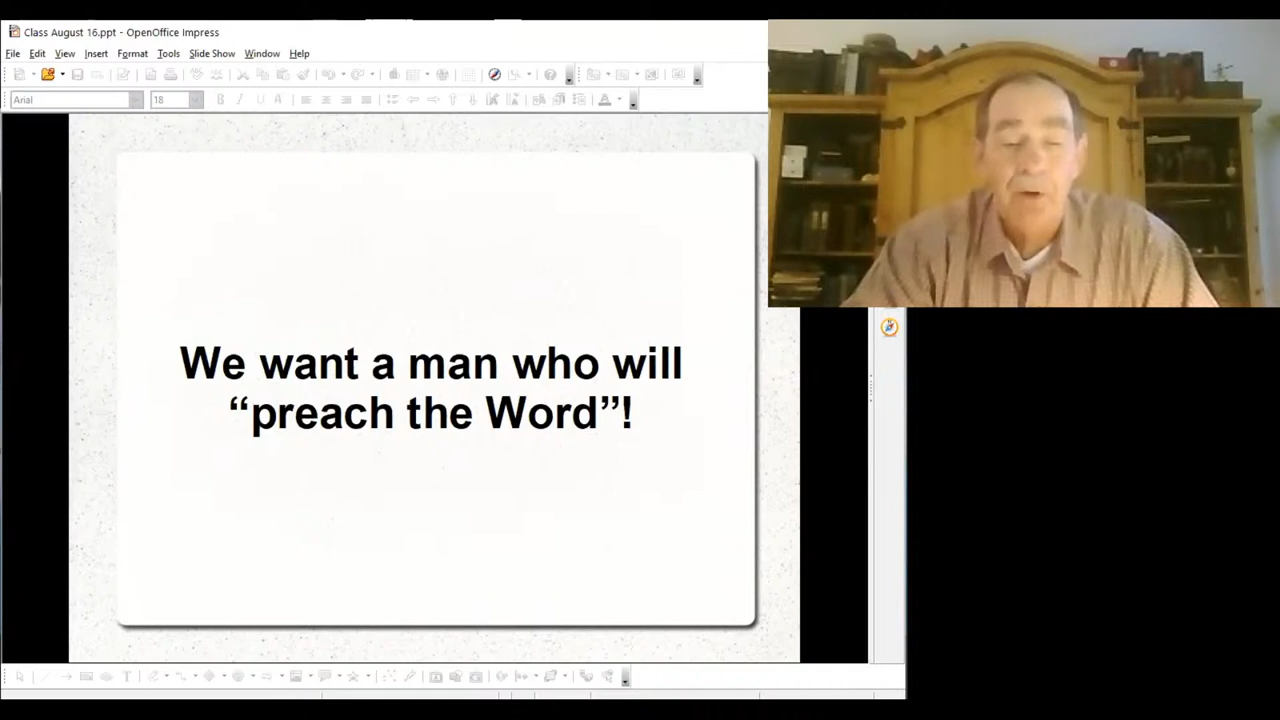 Class August 16.ppt - OpenOffice Impress
File Edit View Insert Format Tools Slide Show Window Help
Arial 18
We want a man who will
“preach the Word”!